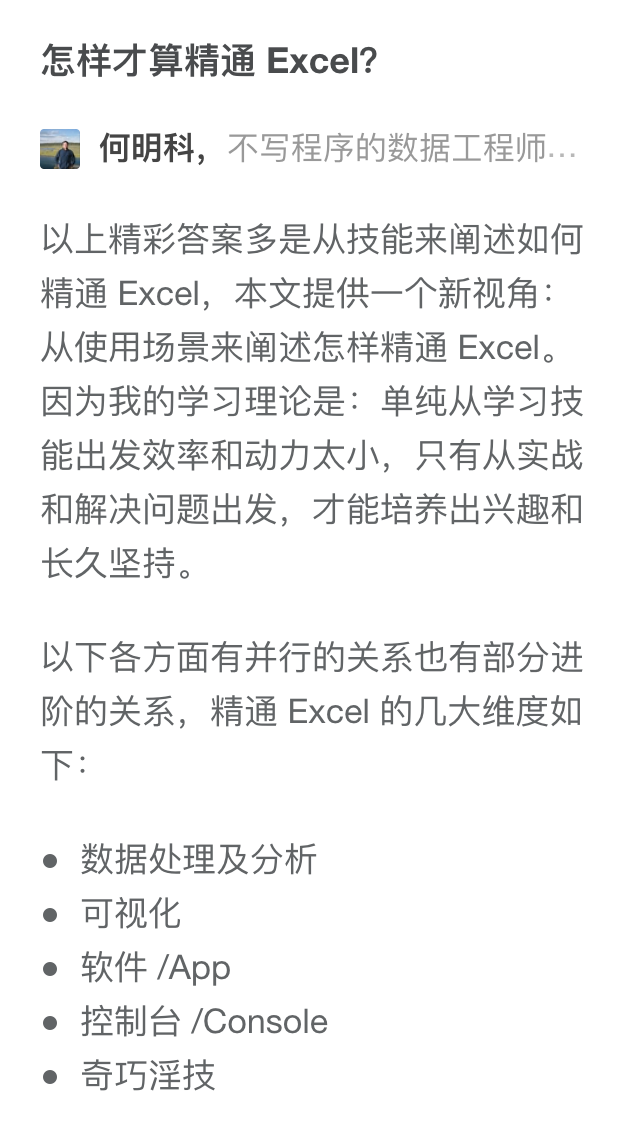 怎样才算精通 Excel？
何明科，不写程序的数据工程师...
以上精彩答案多是从技能来阐述如何
精通 Excel，本文提供一个新视角：
从使用场景来阐述怎样精通 Excel。
因为我的学习理论是：单纯从学习技
能出发效率和动力太小，只有从实战
和解决问题出发，才能培养出兴趣和
长久坚持。
以下各方面有并行的关系也有部分进
阶的关系，精通 Excel 的几大维度如
下：
● 数据处理及分析
● 可视化
● 软件 /App
● 控制台 /Console
● 奇巧淫技